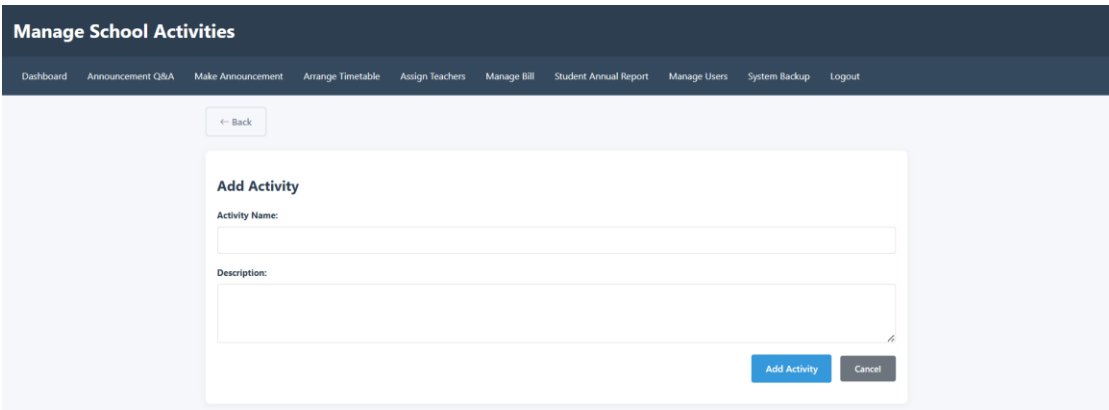 Manage School Activities
Dashboard Announcement Q&A Make Announcement Arrange Timetable Assign Teachers Manage Bill Student Annual Report Manage Users System Backup Logout
← Back
Add Activity
Activity Name:
Description:
Add Activity Cancel